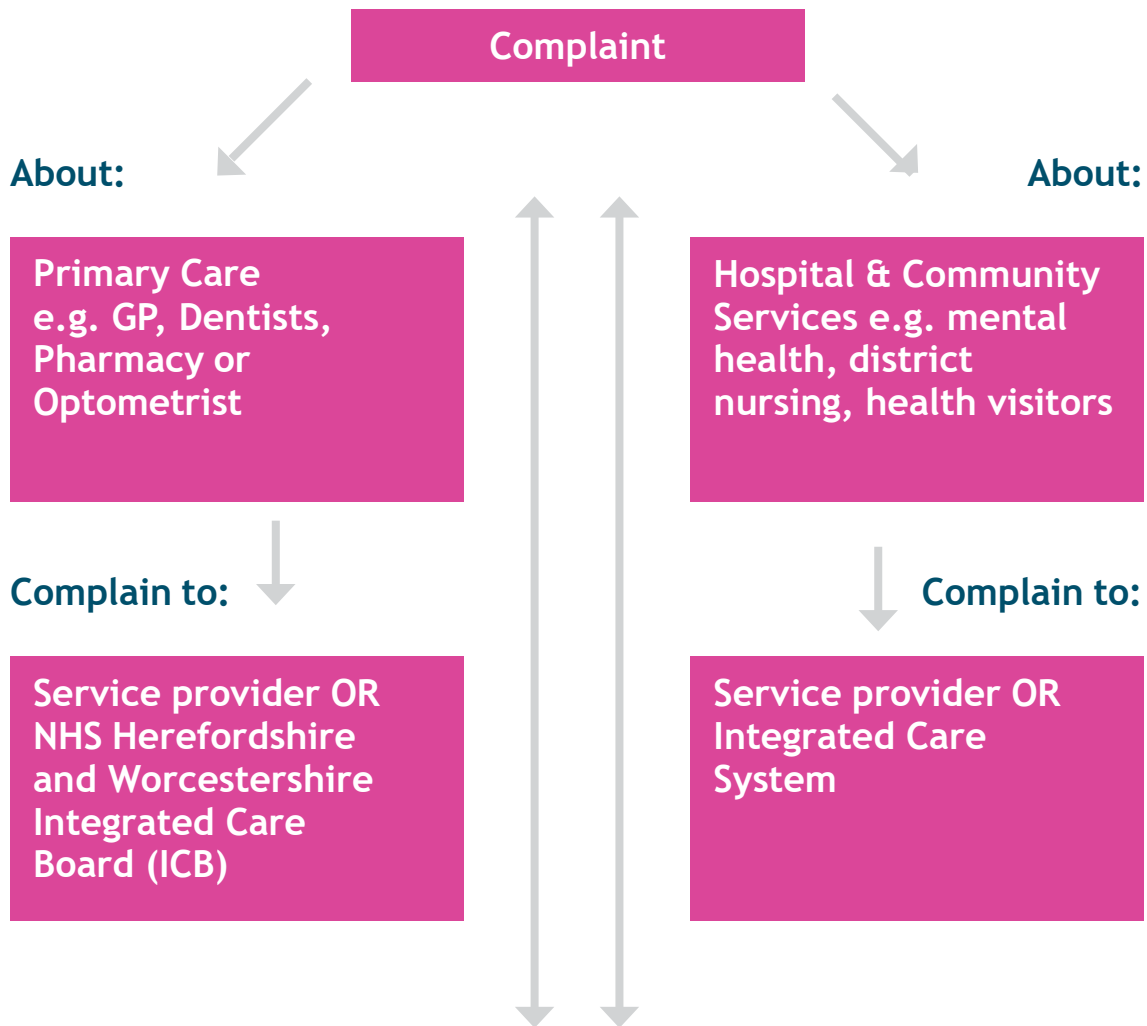 Complaint
About:
Primary Care
e.g. GP, Dentists,
Pharmacy or
Optometrist
Complain to:
Service provider OR
NHS Herefordshire
and Worcestershire
Integrated Care
Board (ICB)
About:
Hospital & Community
Services e.g. mental
health, district
nursing, health visitors
Complain to:
Service provider OR
Integrated Care
System